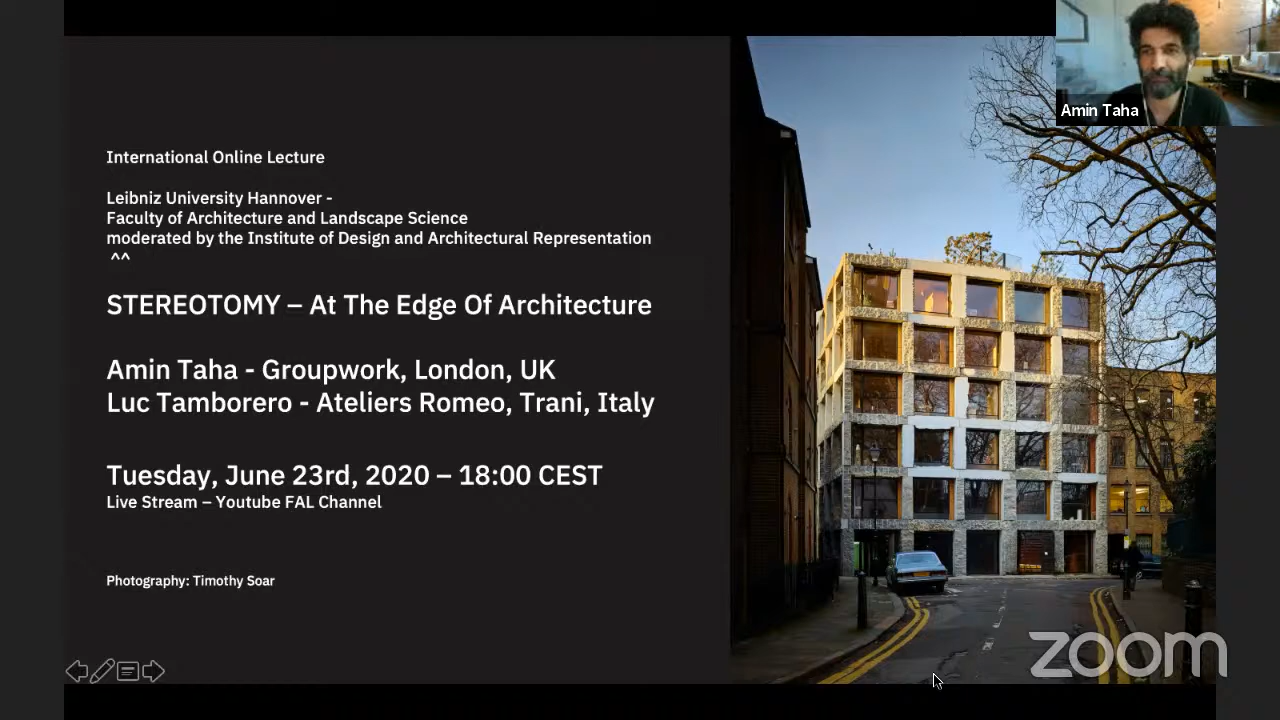 International Online Lecture
Leibniz University Hannover -
Faculty of Architecture and Landscape Science
moderated by the Institute of Design and Architectural Representation
^^
STEREOTOMY – At The Edge Of Architecture
Amin Taha - Groupwork, London, UK
Luc Tamborero - Ateliers Romeo, Trani, Italy
Tuesday, June 23rd, 2020 – 18:00 CEST
Live Stream – Youtube FAL Channel
Photography: Timothy Soar
Amin Taha
zoom